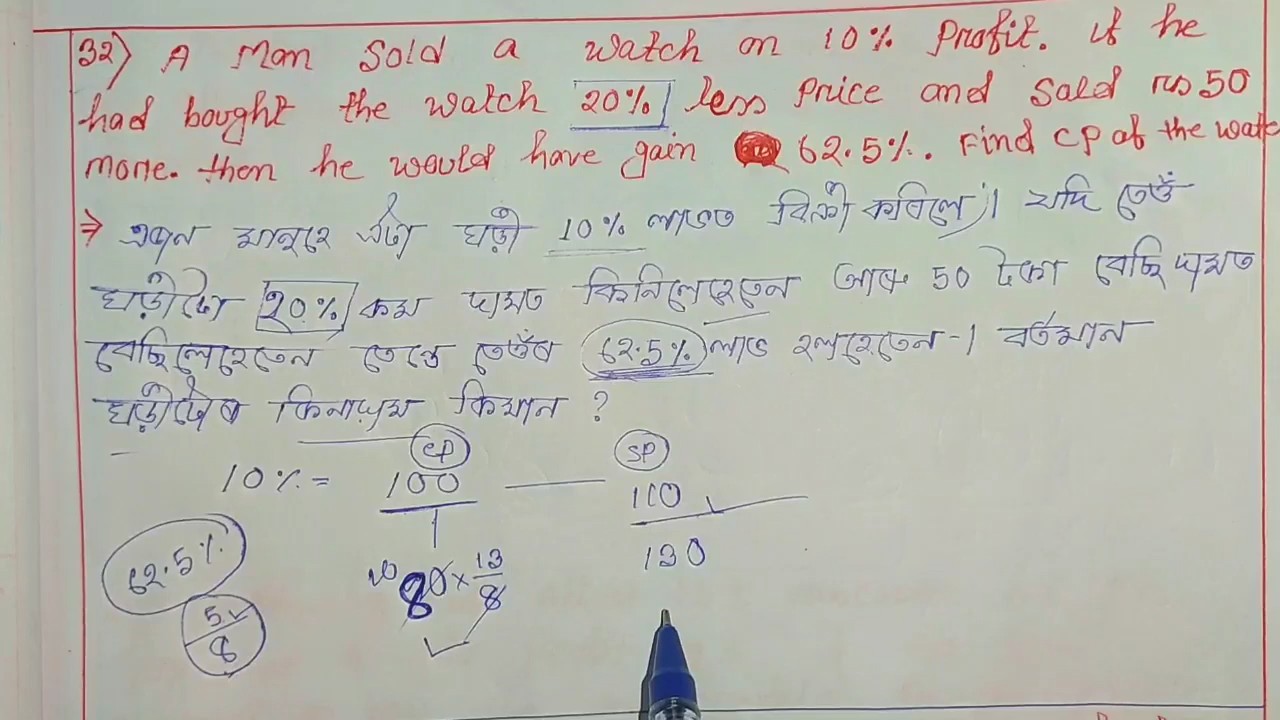 32) A Man Sold a watch on 10% Profit. if he
had bought the watch 20% less Price and Sold rs 50
more. then he would have gain 62.5%. Find CP of the watc
⇒ এজন মানুহে এটা ঘড়ী 10% লাভত বিক্ৰী কৰিলে। যদি তেওঁ
ঘড়ীটো 20% কম দামত কিনিলেহেতেন আৰু 50 টকা বেছি দামত
বেছিলেহেতেন তেন্তে তেওঁৰ 62.5% লাভ হলহেতেন। বৰ্তমান
ঘড়ীটোৰ কিনাদাম কিমান ?
CP SP
10% = 100 — 110
62.5% 10 80 × 13/8 130
5/8